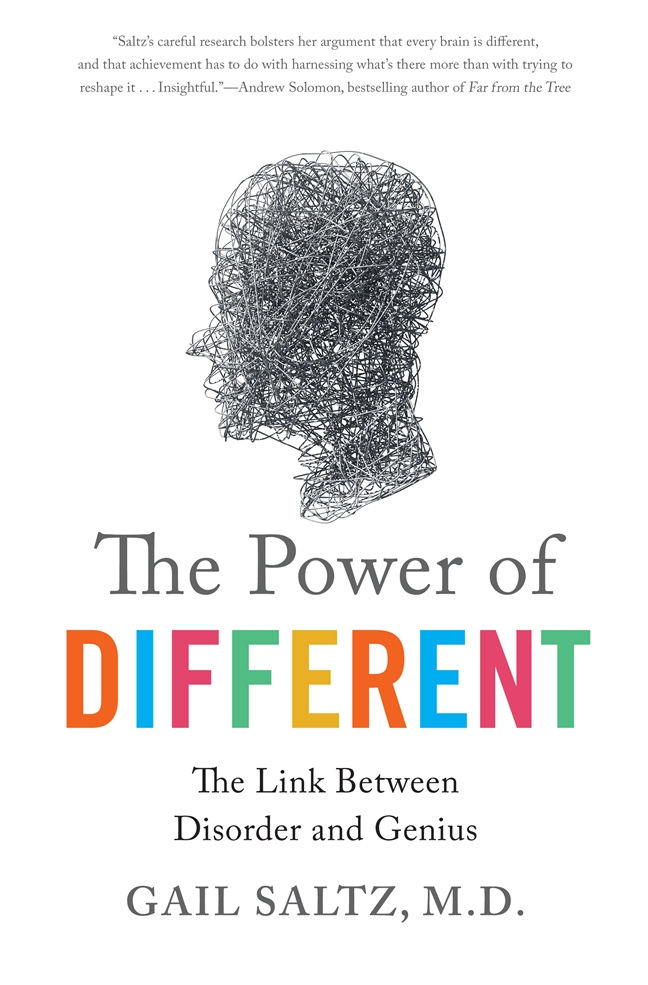 “Saltz’s careful research bolsters her argument that every brain is different,
and that achievement has to do with harnessing what’s there more than with trying to
reshape it . . . Insightful.”—Andrew Solomon, bestselling author of Far from the Tree
The Power of
DIFFERENT
The Link Between
Disorder and Genius
GAIL SALTZ, M.D.